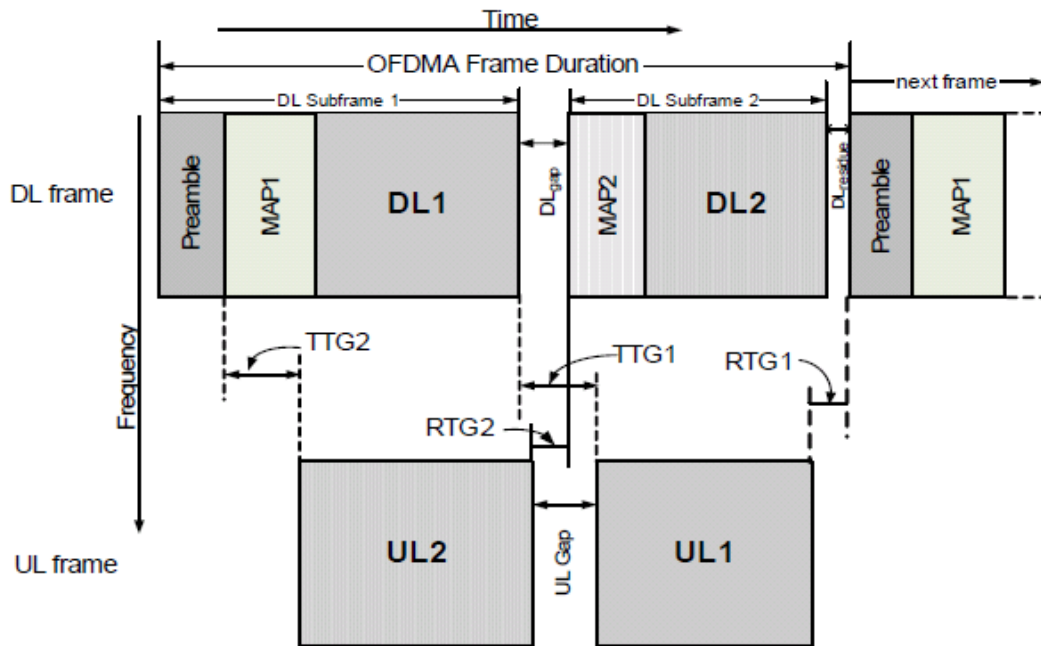 Time
OFDMA Frame Duration
next frame
DL Subframe 1
DL Subframe 2
DL frame
Preamble
MAP1
DL1
DLgap
MAP2
DL2
DLresidue
Preamble
MAP1
Frequency
TTG2
TTG1
RTG1
RTG2
UL frame
UL2
UL Gap
UL1